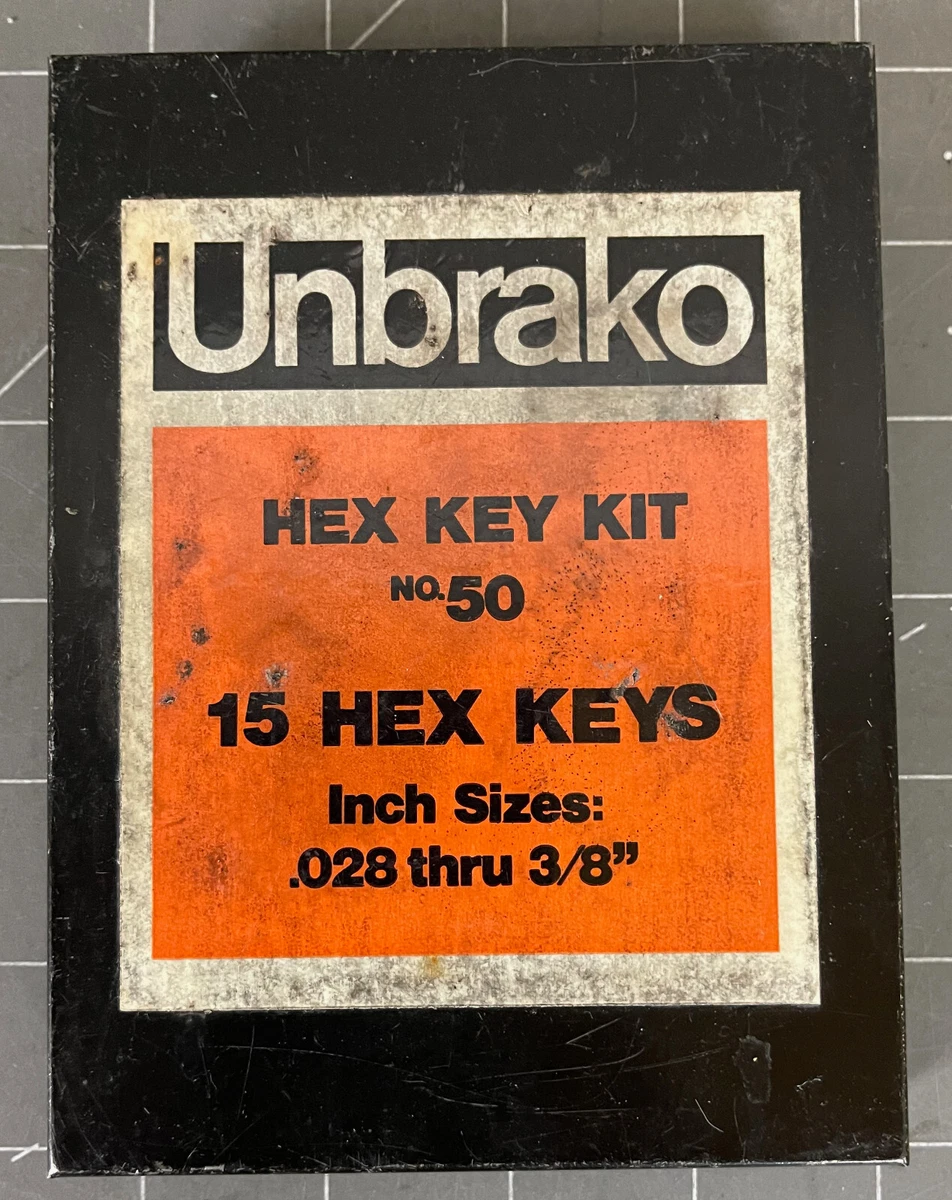 Unbrako
HEX KEY KIT
NO. 50
15 HEX KEYS
Inch Sizes:
.028 thru 3/8”